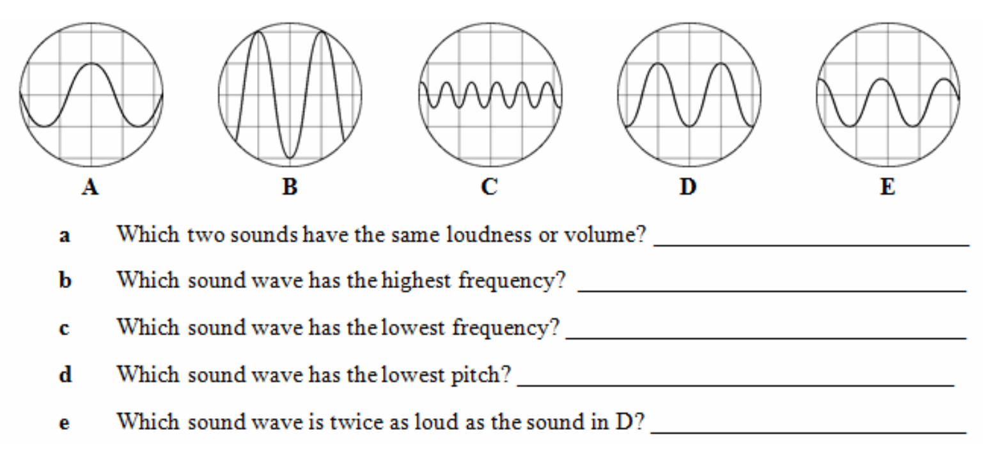 A B C D E
a Which two sounds have the same loudness or volume?
b Which sound wave has the highest frequency?
c Which sound wave has the lowest frequency?
d Which sound wave has the lowest pitch?
e Which sound wave is twice as loud as the sound in D?